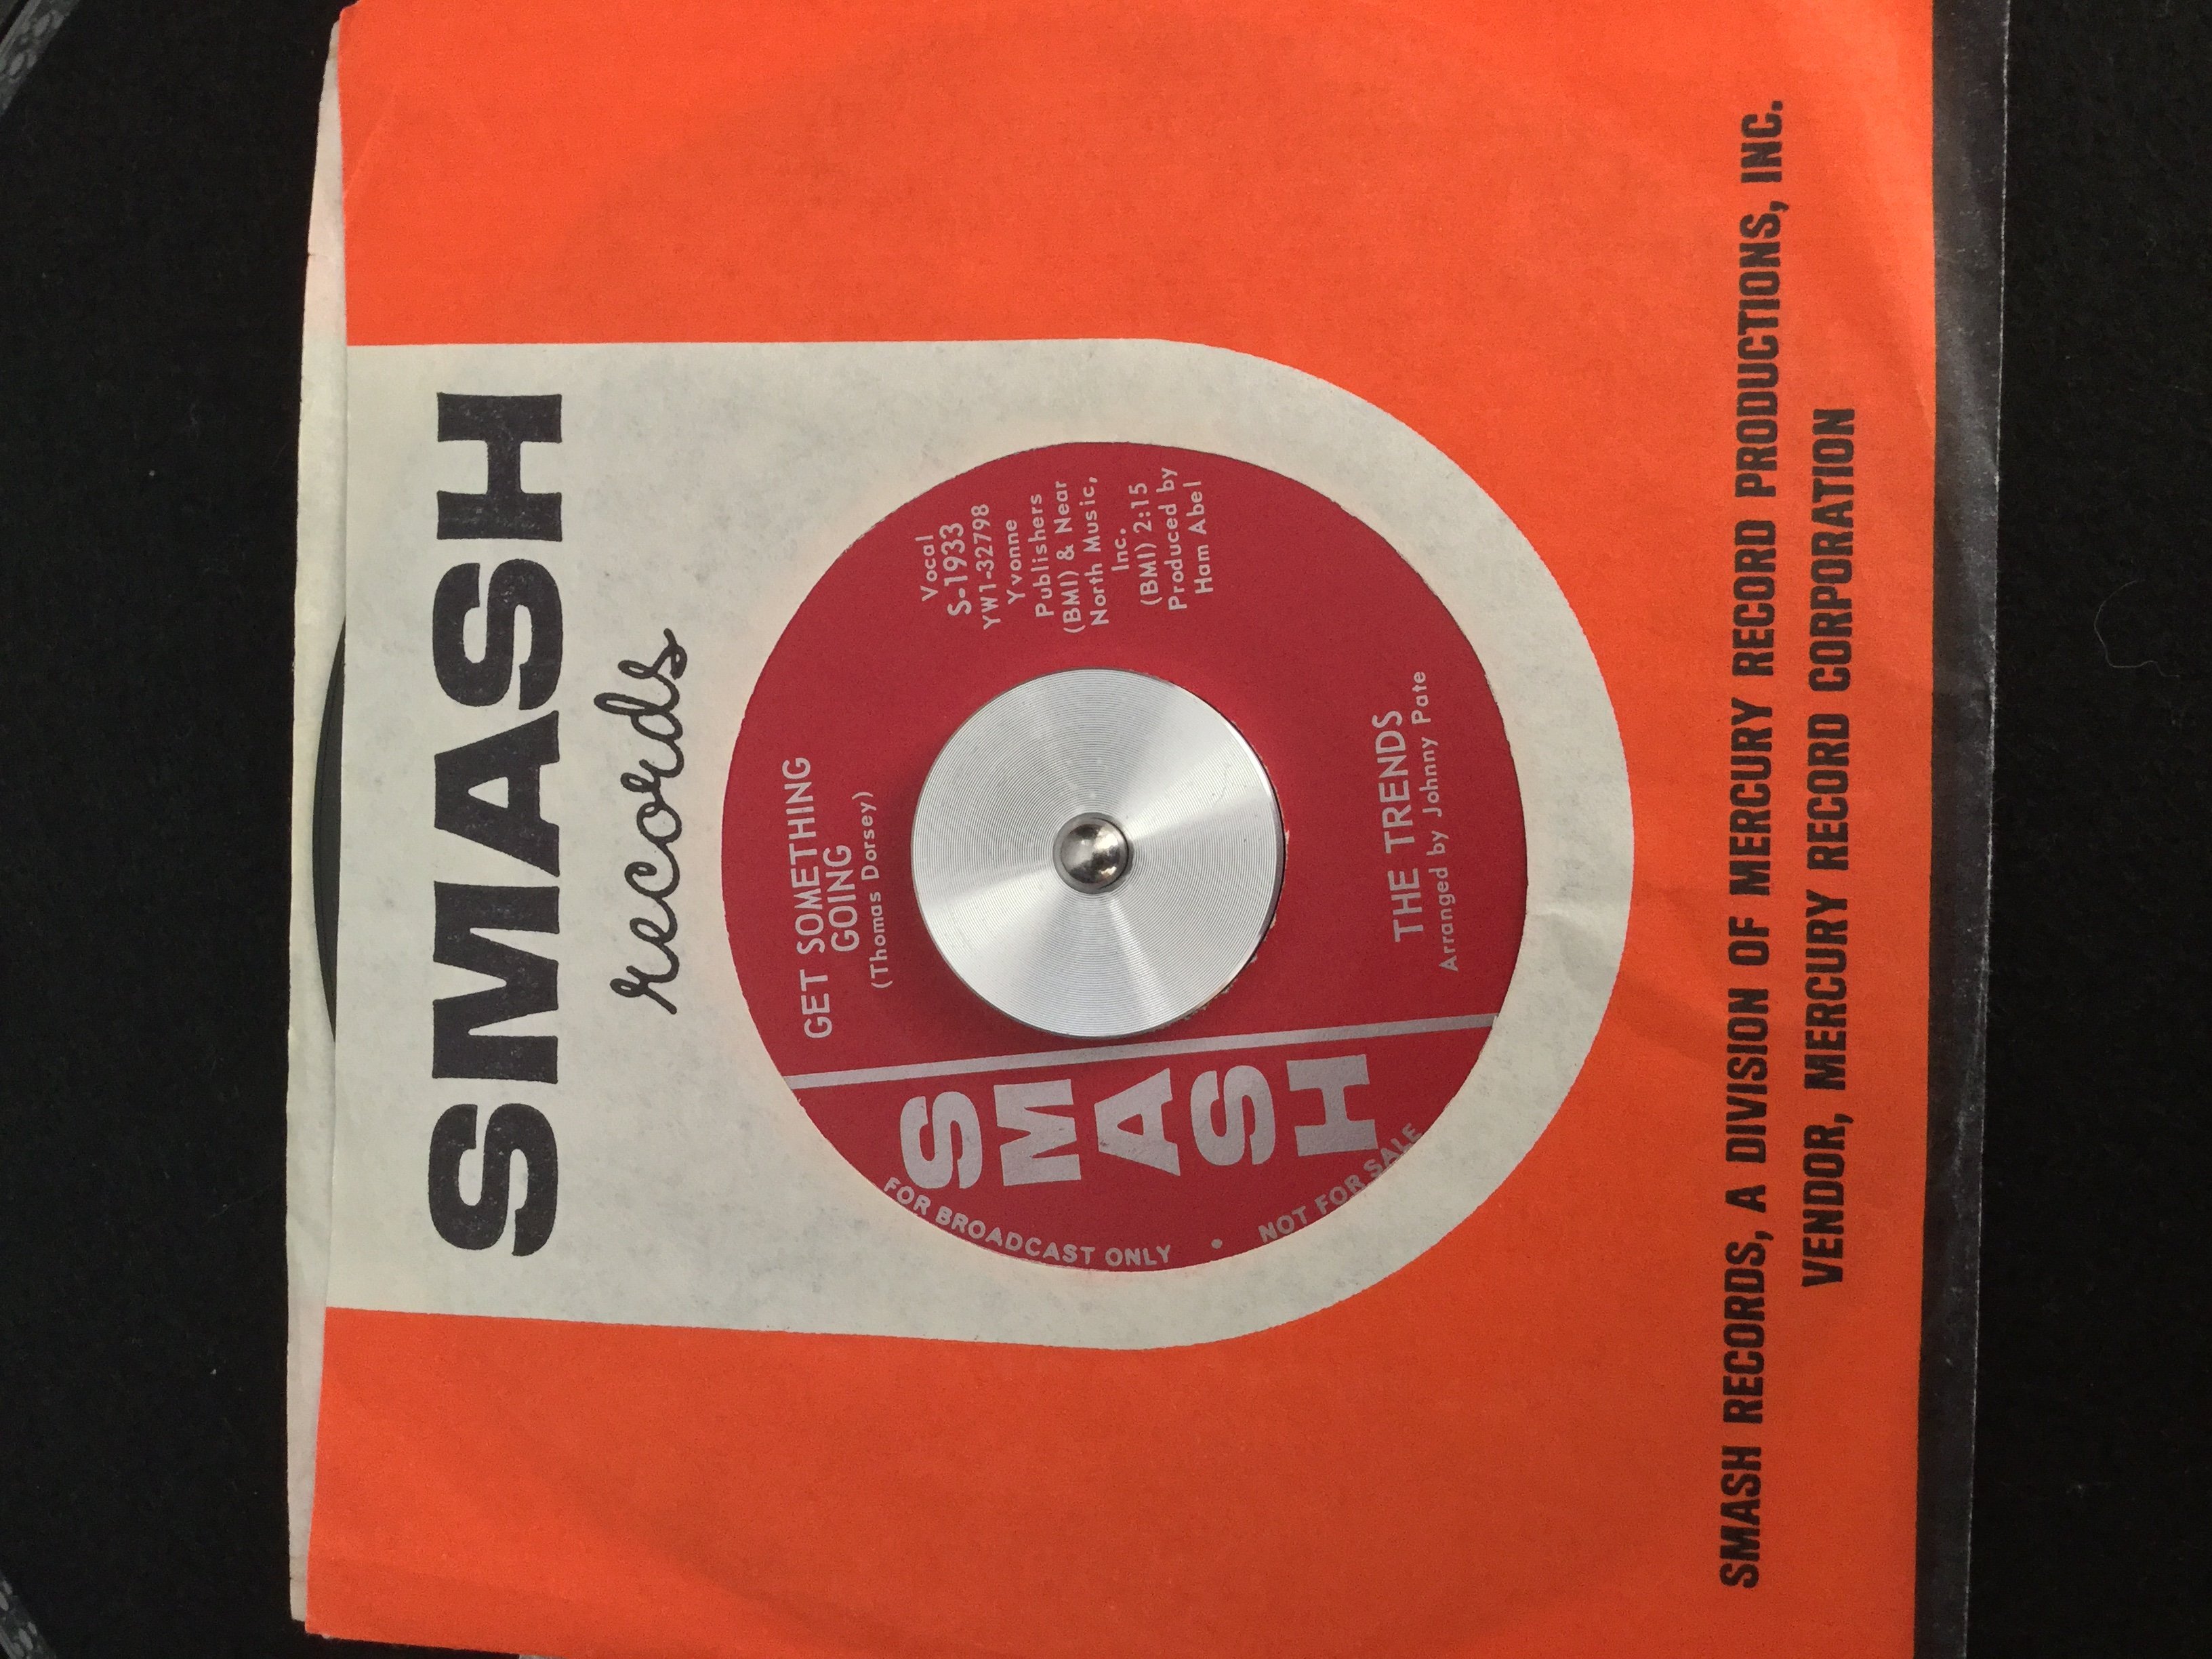 SMASH
records
FOR BROADCAST ONLY • NOT FOR SALE
SMASH
GET SOMETHING
GOING
(Thomas Dorsey)
Vocal
S-1933
YW1-32798
Yvonne
Publishers
(BMI) & Near
North Music,
Inc.
(BMI) 2:15
Produced by
Ham Abel
THE TRENDS
Arranged by Johnny Pate
SMASH RECORDS, A DIVISION OF MERCURY RECORD PRODUCTIONS, INC.
VENDOR, MERCURY RECORD CORPORATION